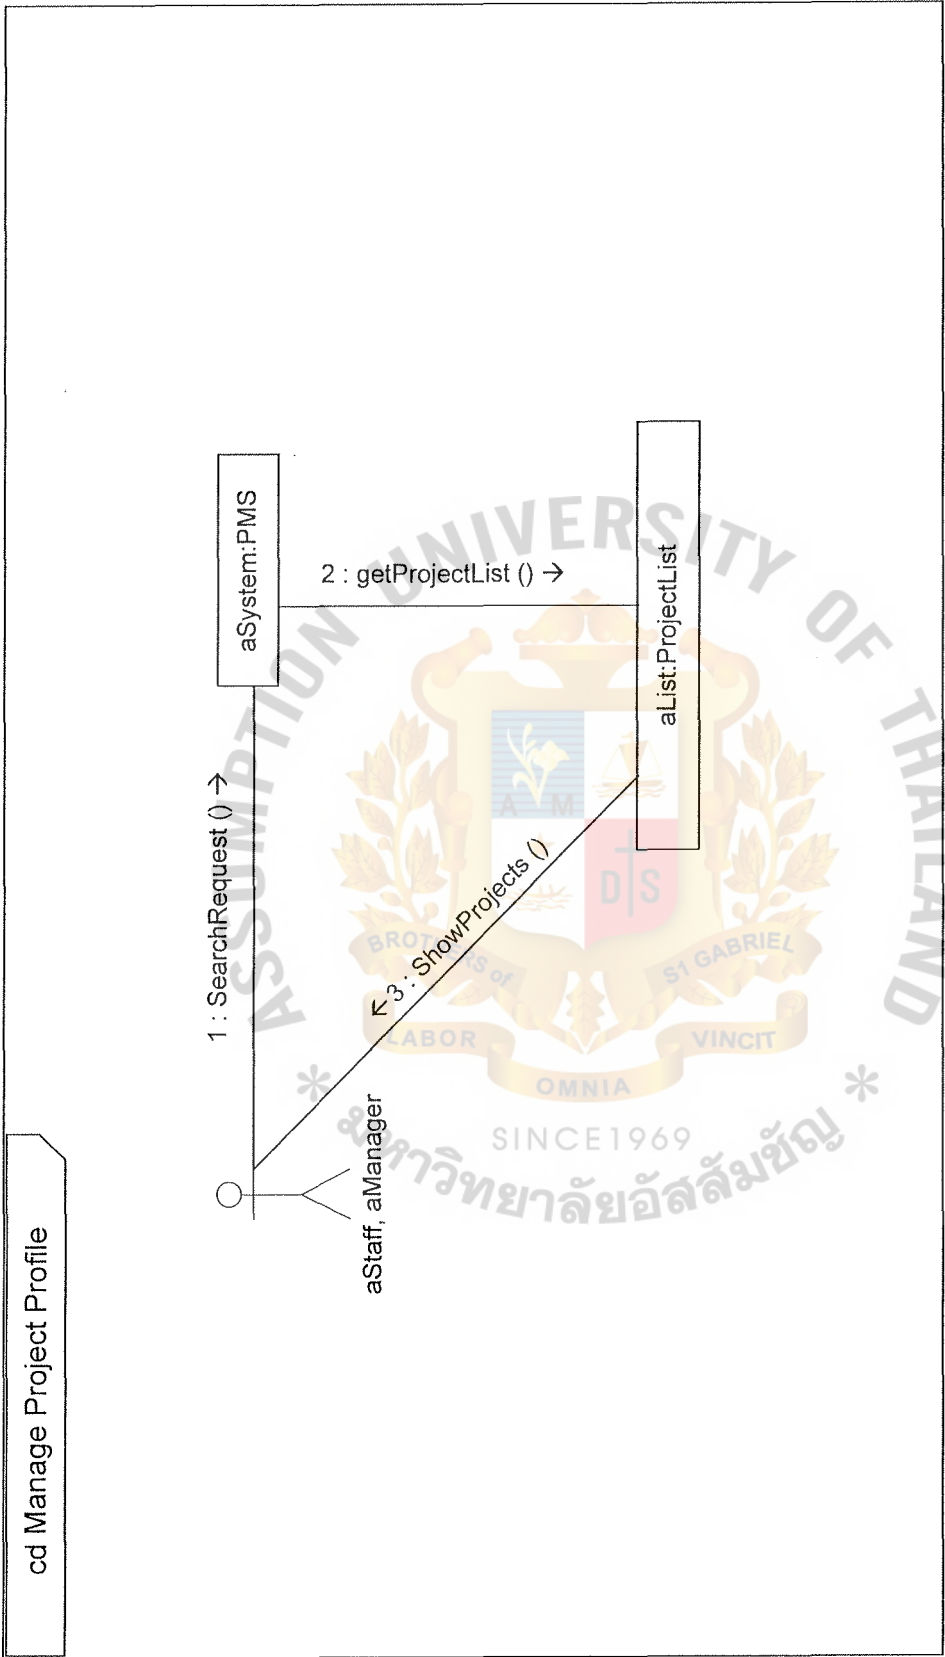 cd Manage Project Profile
1 : SearchRequest () →
aSystem:PMS
2 : getProjectList () →
aList:ProjectList
← 3 : ShowProjects ()
aStaff, aManager
ASSUMPTION UNIVERSITY OF THAILAND
A M
D S
BROTHERS of
S1 GABRIEL
LABOR
OMNIA
VINCIT
SINCE1969
* มหาวิทยาลัยอัสสัมชัญ *